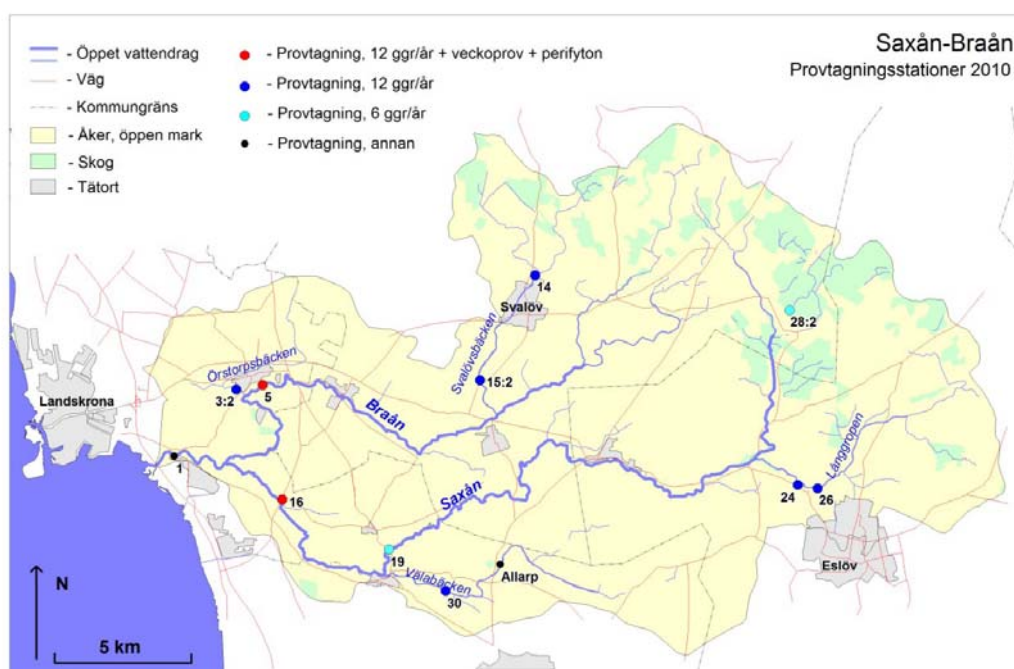 Saxån-Braån
Provtagningsstationer 2010
- Öppet vattendrag
- Väg
- Kommungräns
- Åker, öppen mark
- Skog
- Tätort
- Provtagning, 12 ggr/år + veckoprov + perifyton
- Provtagning, 12 ggr/år
- Provtagning, 6 ggr/år
- Provtagning, annan
14
Svalöv
28:2
Svalövsbäcken
15:2
Örstorpsbäcken
3:2
5
Landskrona
Braån
1
Långgropen
16
Saxån
24
26
19
Allarp
Eslöv
Välabäcken
30
N
5 km